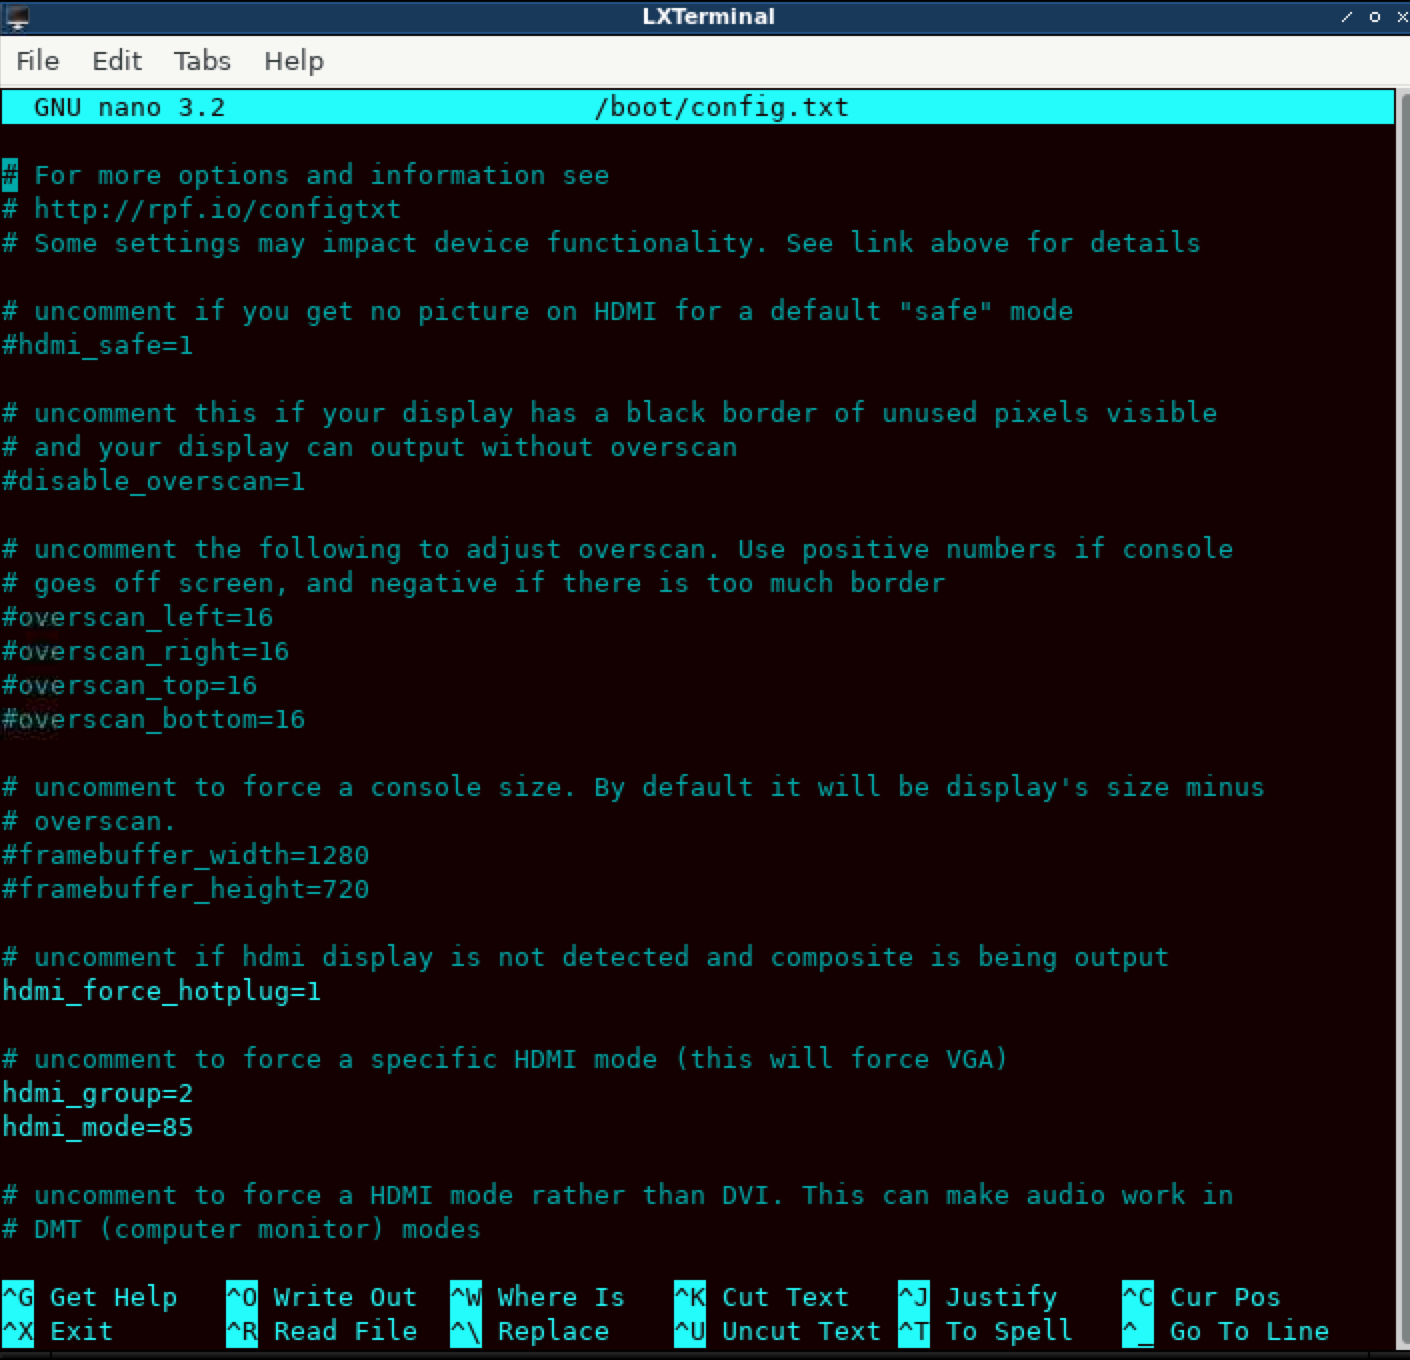 LXTerminal
File Edit Tabs Help
GNU nano 3.2 /boot/config.txt
# For more options and information see
# http://rpf.io/configtxt
# Some settings may impact device functionality. See link above for details
# uncomment if you get no picture on HDMI for a default "safe" mode
#hdmi_safe=1
# uncomment this if your display has a black border of unused pixels visible
# and your display can output without overscan
#disable_overscan=1
# uncomment the following to adjust overscan. Use positive numbers if console
# goes off screen, and negative if there is too much border
#overscan_left=16
#overscan_right=16
#overscan_top=16
#overscan_bottom=16
# uncomment to force a console size. By default it will be display's size minus
# overscan.
#framebuffer_width=1280
#framebuffer_height=720
# uncomment if hdmi display is not detected and composite is being output
hdmi_force_hotplug=1
# uncomment to force a specific HDMI mode (this will force VGA)
hdmi_group=2
hdmi_mode=85
# uncomment to force a HDMI mode rather than DVI. This can make audio work in
# DMT (computer monitor) modes
^G Get Help ^O Write Out ^W Where Is ^K Cut Text ^J Justify ^C Cur Pos
^X Exit ^R Read File ^\ Replace ^U Uncut Text ^T To Spell ^_ Go To Line